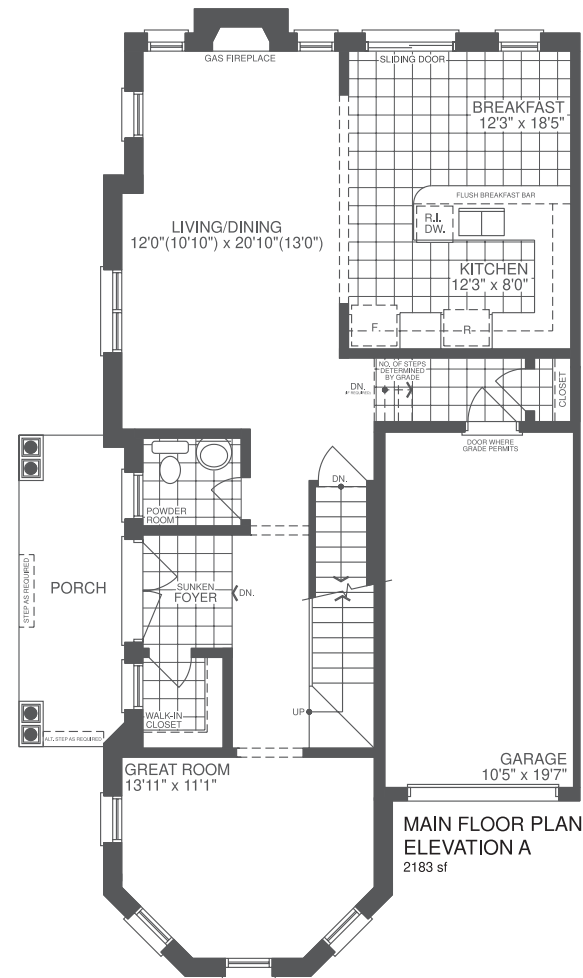 GAS FIREPLACE
SLIDING DOOR
BREAKFAST
12'3" x 18'5"
FLUSH BREAKFAST BAR
R.I.
DW.
LIVING/DINING
12'0"(10'10") x 20'10"(13'0")
KITCHEN
12'3" x 8'0"
F.
R.
NO. OF STEPS
DETERMINED
BY GRADE
DN.
IF REQUIRED
CLOSET
DOOR WHERE
GRADE PERMITS
POWDER
ROOM
DN.
STEP AS REQUIRED
PORCH
SUNKEN
FOYER
DN.
UP
WALK-IN
CLOSET
ALT. STEP AS REQUIRED
GREAT ROOM
13'11" x 11'1"
GARAGE
10'5" x 19'7"
MAIN FLOOR PLAN
ELEVATION A
2183 sf